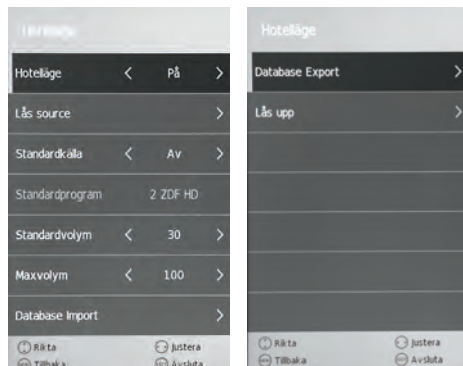 Hotelläge < På >
Lås source >
Standardkälla < Av >
Standardprogram 2 ZDF HD
Standardvolym < 30 >
Maxvolym < 100 >
Database Import >
Rikta Justera
Tillbaka Avsluta
Hotelläge
Database Export >
Lås upp >
Rikta Justera
Tillbaka Avsluta